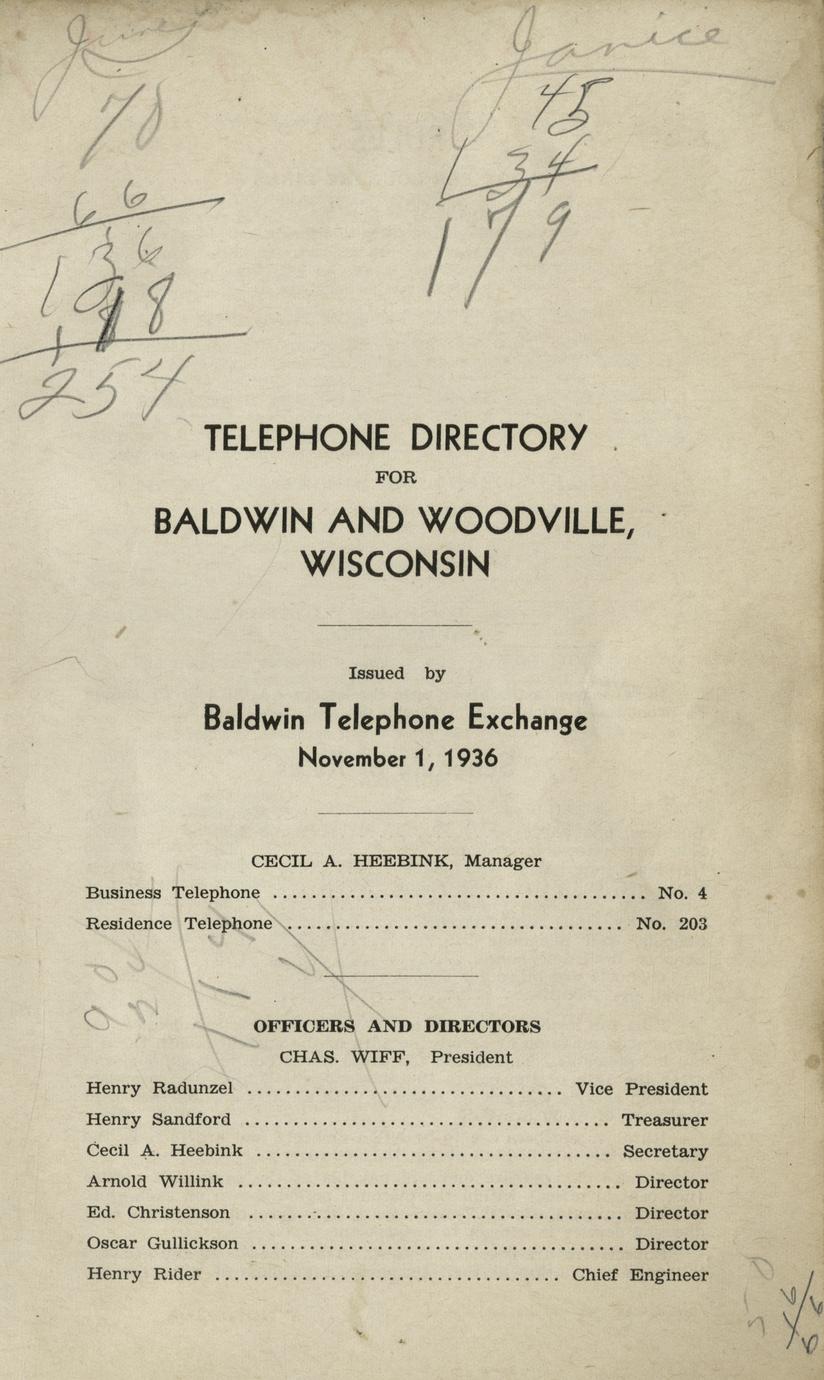 Janice
78
45
1 34
66
179
136
118
254
TELEPHONE DIRECTORY
FOR
BALDWIN AND WOODVILLE,
WISCONSIN
Issued by
Baldwin Telephone Exchange
November 1, 1936
CECIL A. HEEBINK, Manager
Business Telephone ..................................... No. 4
Residence Telephone ................................. No. 203
OFFICERS AND DIRECTORS
CHAS. WIFF, President
Henry Radunzel ................................ Vice President
Henry Sandford ..................................... Treasurer
Cecil A. Heebink ................................... Secretary
Arnold Willink ...................................... Director
Ed. Christenson ..................................... Director
Oscar Gullickson ..................................... Director
Henry Rider .................................. Chief Engineer